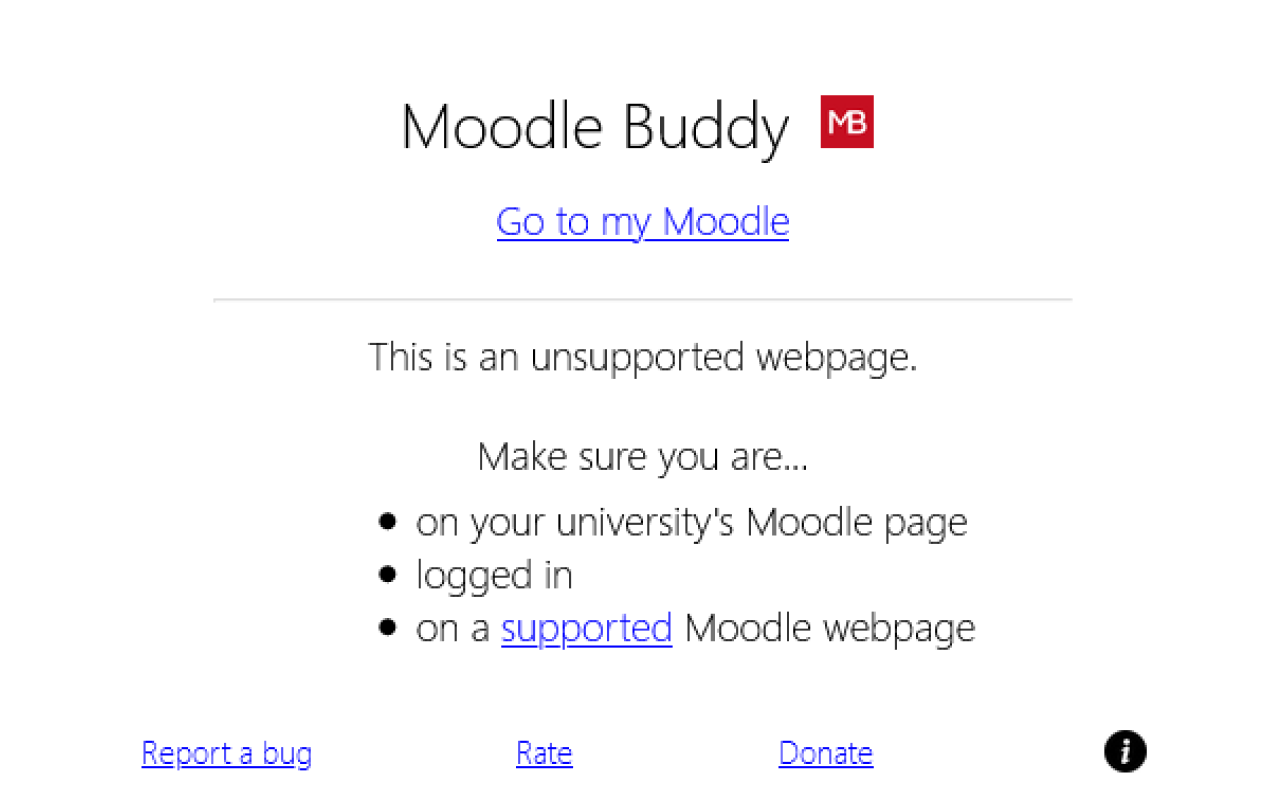 Moodle Buddy MB
Go to my Moodle
This is an unsupported webpage.
Make sure you are...
on your university's Moodle page
logged in
on a supported Moodle webpage
Report a bug Rate Donate i